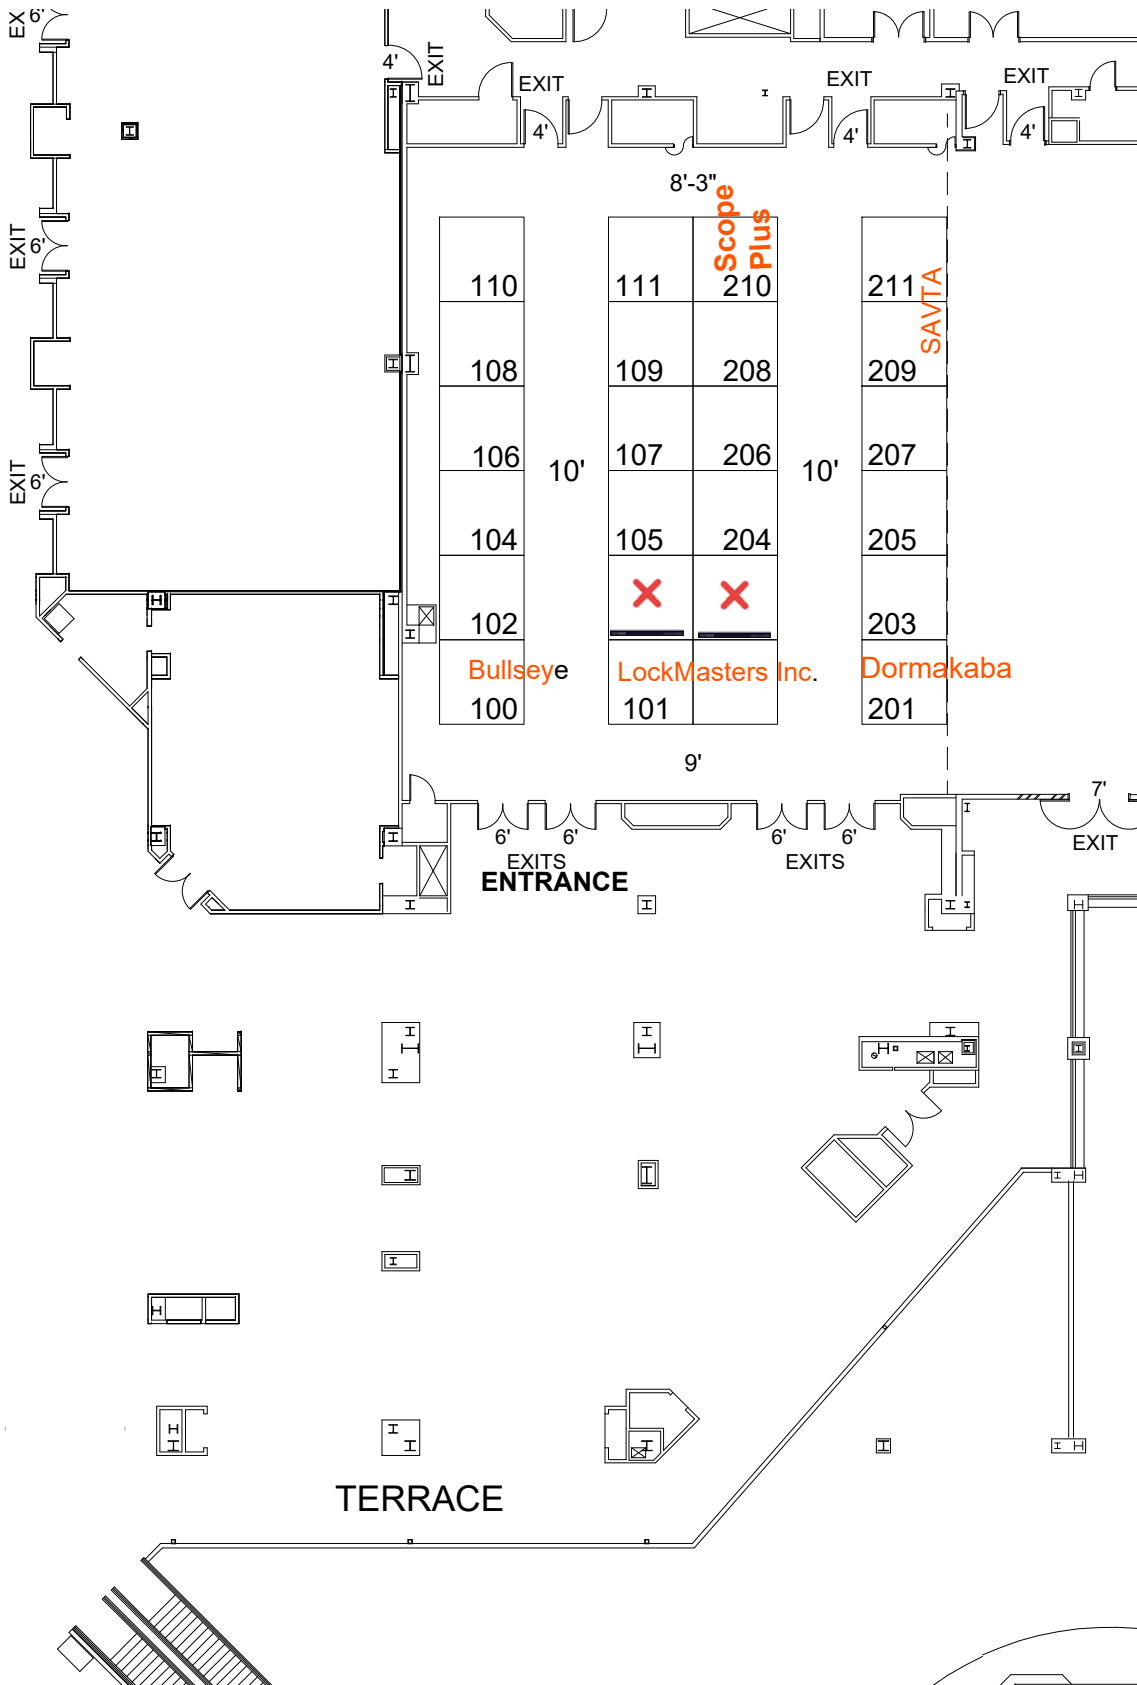 EX
6'
4'
EXIT
EXIT
EXIT
EXIT
4'
4'
4'
8'-3"
Scope
Plus
EXIT
6'
110
111
210
211
SAVTA
108
109
208
209
106
107
206
207
10'
10'
EXIT
6'
104
105
204
205
102
203
Bullseye
LockMasters Inc.
Dormakaba
100
101
201
9'
7'
6'
6'
6'
6'
EXIT
EXITS
EXITS
ENTRANCE
TERRACE